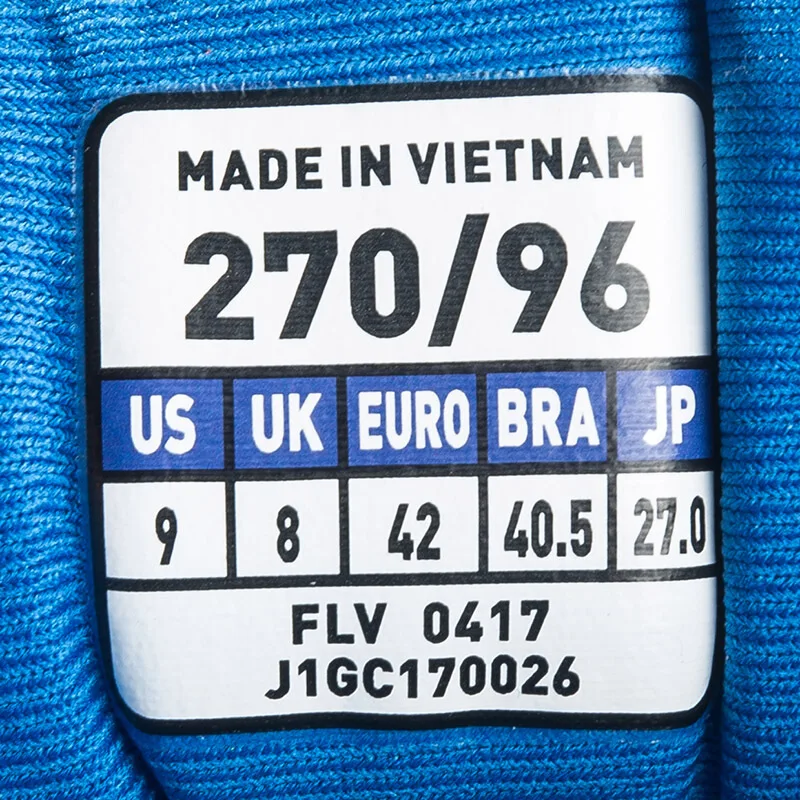 MADE IN VIETNAM
270/96
US UK EURO BRA JP
9 8 42 40.5 27.0
FLV 0417
J1GC170026